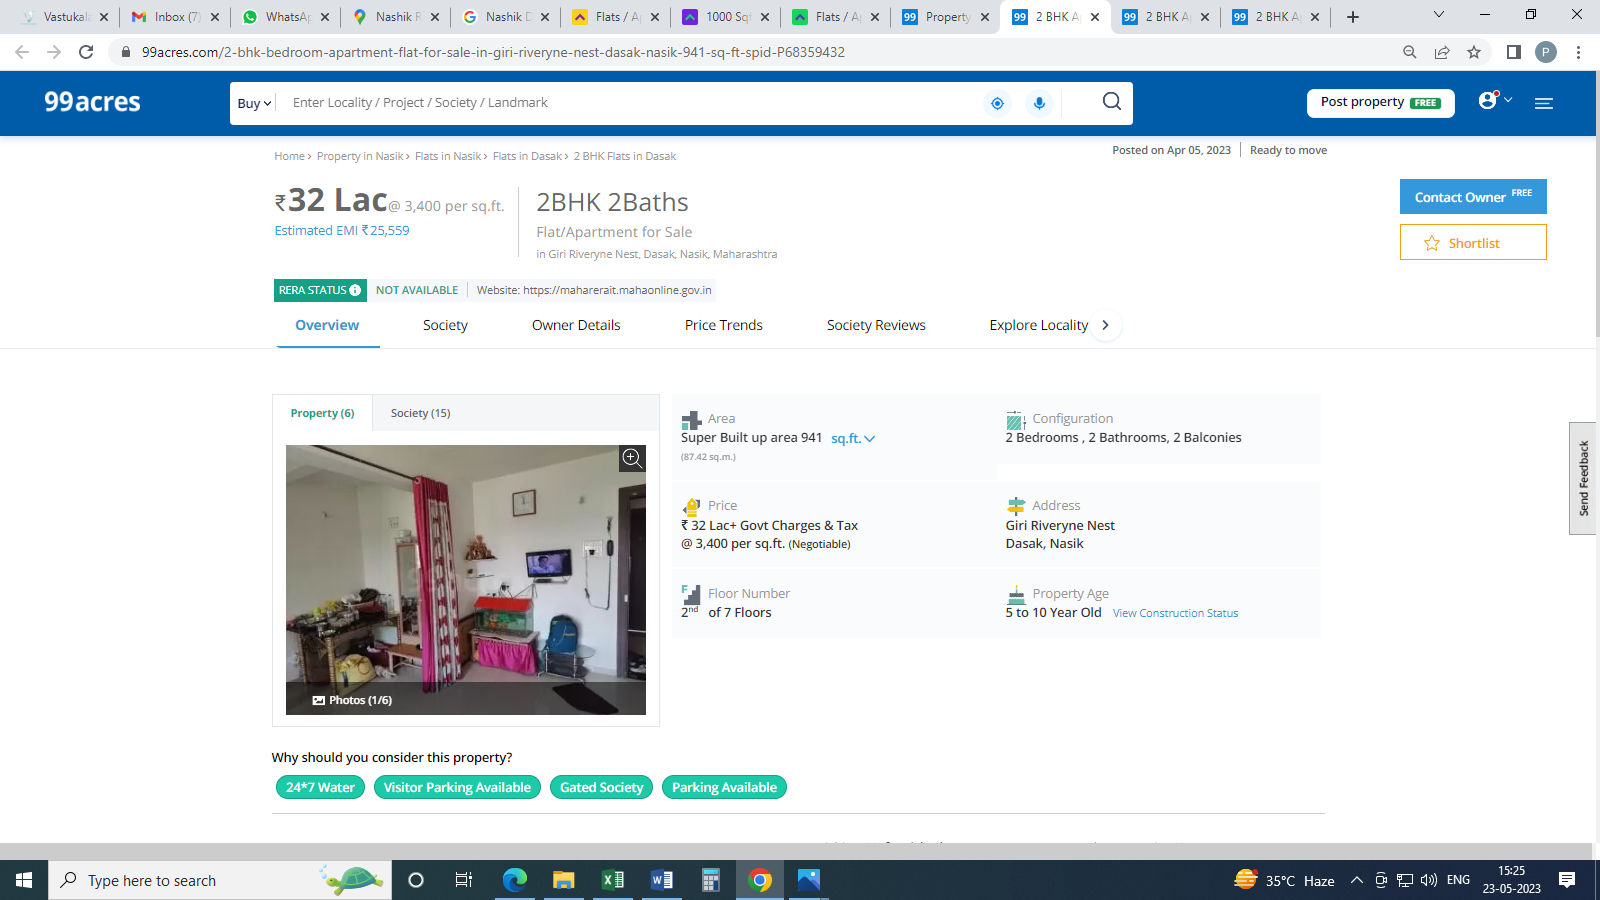 Vastukala
Inbox (7)
WhatsAp
Nashik R
Nashik D
Flats / Ap
1000 Sqf
Flats / Ap
Property
2 BHK Ap
2 BHK Ap
2 BHK Ap
99acres.com/2-bhk-bedroom-apartment-flat-for-sale-in-giri-riveryne-nest-dasak-nasik-941-sq-ft-spid-P68359432
P
99acres
Buy
Enter Locality / Project / Society / Landmark
Post property FREE
Home › Property in Nasik › Flats in Nasik › Flats in Dasak › 2 BHK Flats in Dasak
Posted on Apr 05, 2023 | Ready to move
₹32 Lac @ 3,400 per sq.ft.
Estimated EMI ₹25,559
2BHK 2Baths
Flat/Apartment for Sale
in Giri Riveryne Nest, Dasak, Nasik, Maharashtra
Contact Owner FREE
Shortlist
RERA STATUS NOT AVAILABLE Website: https://maharerait.mahaonline.gov.in
Overview Society Owner Details Price Trends Society Reviews Explore Locality
Property (6) Society (15)
Photos (1/6)
Area
Super Built up area 941 sq.ft.
(87.42 sq.m.)
Configuration
2 Bedrooms , 2 Bathrooms, 2 Balconies
Price
₹ 32 Lac+ Govt Charges & Tax
@ 3,400 per sq.ft. (Negotiable)
Address
Giri Riveryne Nest
Dasak, Nasik
Floor Number
2nd of 7 Floors
Property Age
5 to 10 Year Old View Construction Status
Send Feedback
Why should you consider this property?
24*7 Water Visitor Parking Available Gated Society Parking Available
Type here to search
35°C Haze
ENG
15:25
23-05-2023